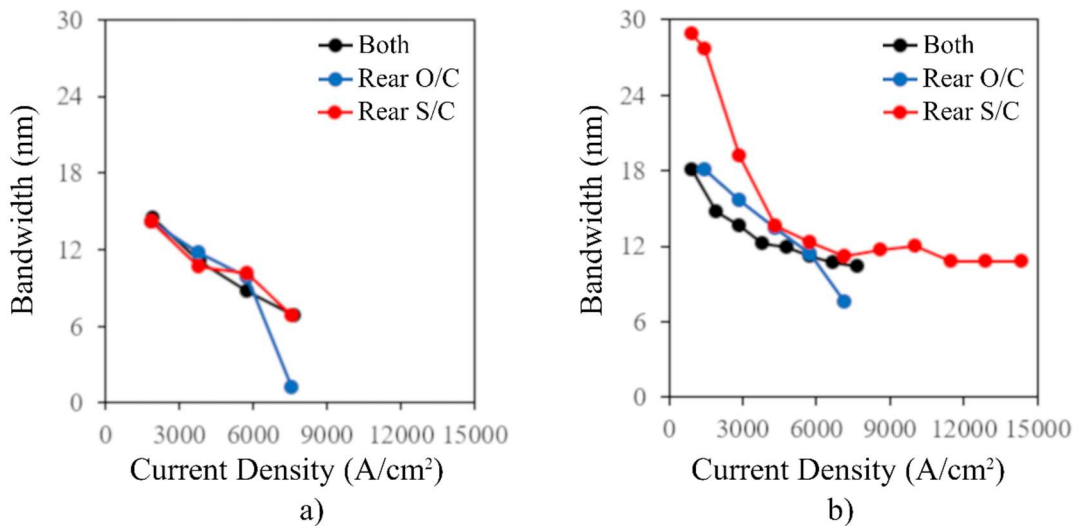 30
24
18
12
6
0
Bandwidth (nm)
Both
Rear O/C
Rear S/C
0 3000 6000 9000 12000 15000
Current Density (A/cm²)
a)
30
24
18
12
6
0
Bandwidth (nm)
Both
Rear O/C
Rear S/C
0 3000 6000 9000 12000 15000
Current Density (A/cm²)
b)